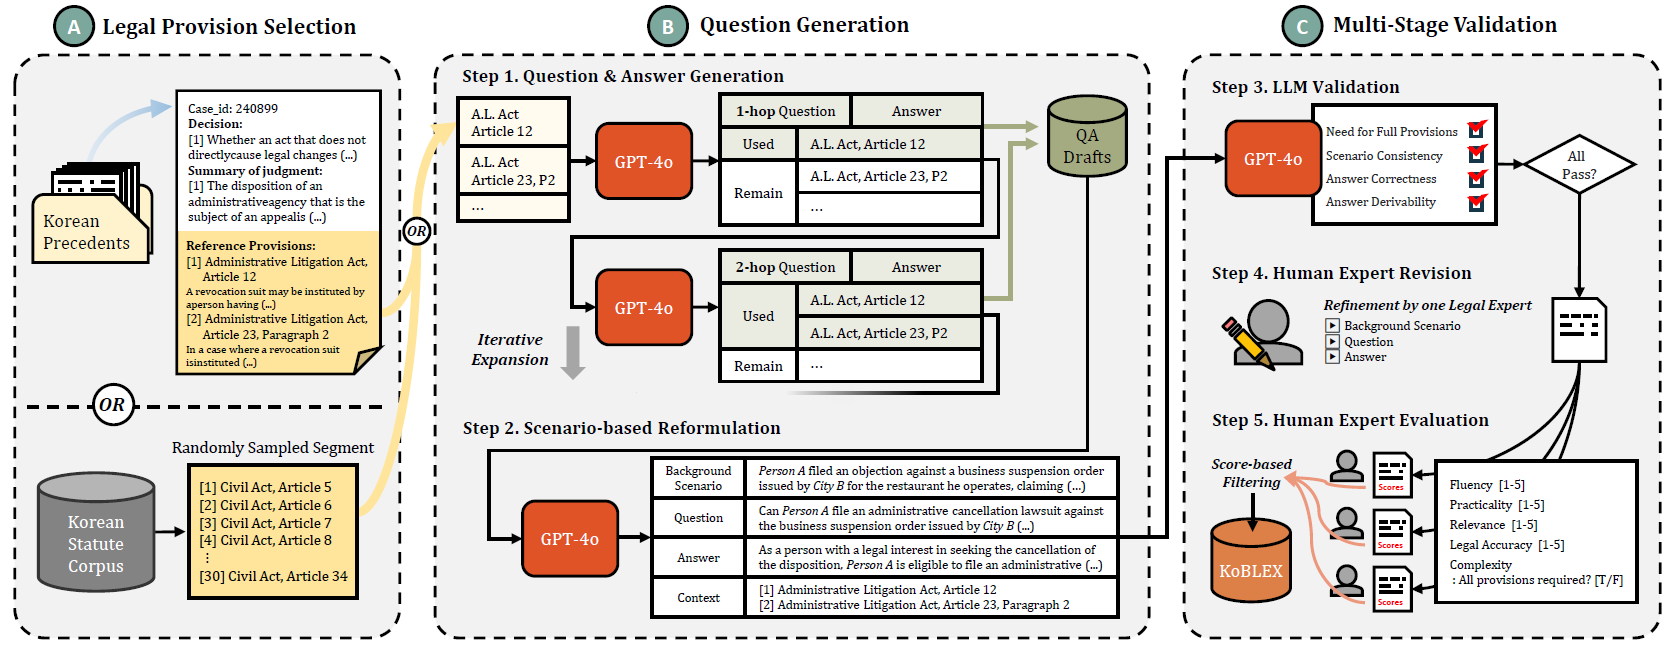 A Legal Provision Selection
Korean
Precedents
Case_id: 240899
Decision:
[1] Whether an act that does not
directlycause legal changes (...)
Summary of judgment:
[1] The disposition of an
administrativeagency that is the
subject of an appealis (...)
Reference Provisions:
[1] Administrative Litigation Act,
Article 12
A revocation suit may be instituted by
aperson having (...)
[2] Administrative Litigation Act,
Article 23, Paragraph 2
In a case where a revocation suit
isinstituted (...)
OR
Randomly Sampled Segment
Korean
Statute
Corpus
[1] Civil Act, Article 5
[2] Civil Act, Article 6
[3] Civil Act, Article 7
[4] Civil Act, Article 8
⋮
[30] Civil Act, Article 34
OR
B Question Generation
Step 1. Question & Answer Generation
A.L. Act
Article 12
A.L. Act
Article 23, P2
...
GPT-4o
1-hop Question Answer
Used A.L. Act, Article 12
Remain A.L. Act, Article 23, P2
...
QA
Drafts
GPT-4o
2-hop Question Answer
Used A.L. Act, Article 12
A.L. Act, Article 23, P2
Remain ...
Iterative
Expansion
Step 2. Scenario-based Reformulation
GPT-4o
Background
Scenario
Person A filed an objection against a business suspension order
issued by City B for the restaurant he operates, claiming (...)
Question
Can Person A file an administrative cancellation lawsuit against
the business suspension order issued by City B (...)
Answer
As a person with a legal interest in seeking the cancellation of
the disposition, Person A is eligible to file an administrative (...)
Context
[1] Administrative Litigation Act, Article 12
[2] Administrative Litigation Act, Article 23, Paragraph 2
C Multi-Stage Validation
Step 3. LLM Validation
GPT-4o
Need for Full Provisions
Scenario Consistency
Answer Correctness
Answer Derivability
All
Pass?
Step 4. Human Expert Revision
Refinement by one Legal Expert
Background Scenario
Question
Answer
Step 5. Human Expert Evaluation
Score-based
Filtering
KoBLEX
Scores
Scores
Scores
Fluency [1-5]
Practicality [1-5]
Relevance [1-5]
Legal Accuracy [1-5]
Complexity
: All provisions required? [T/F]